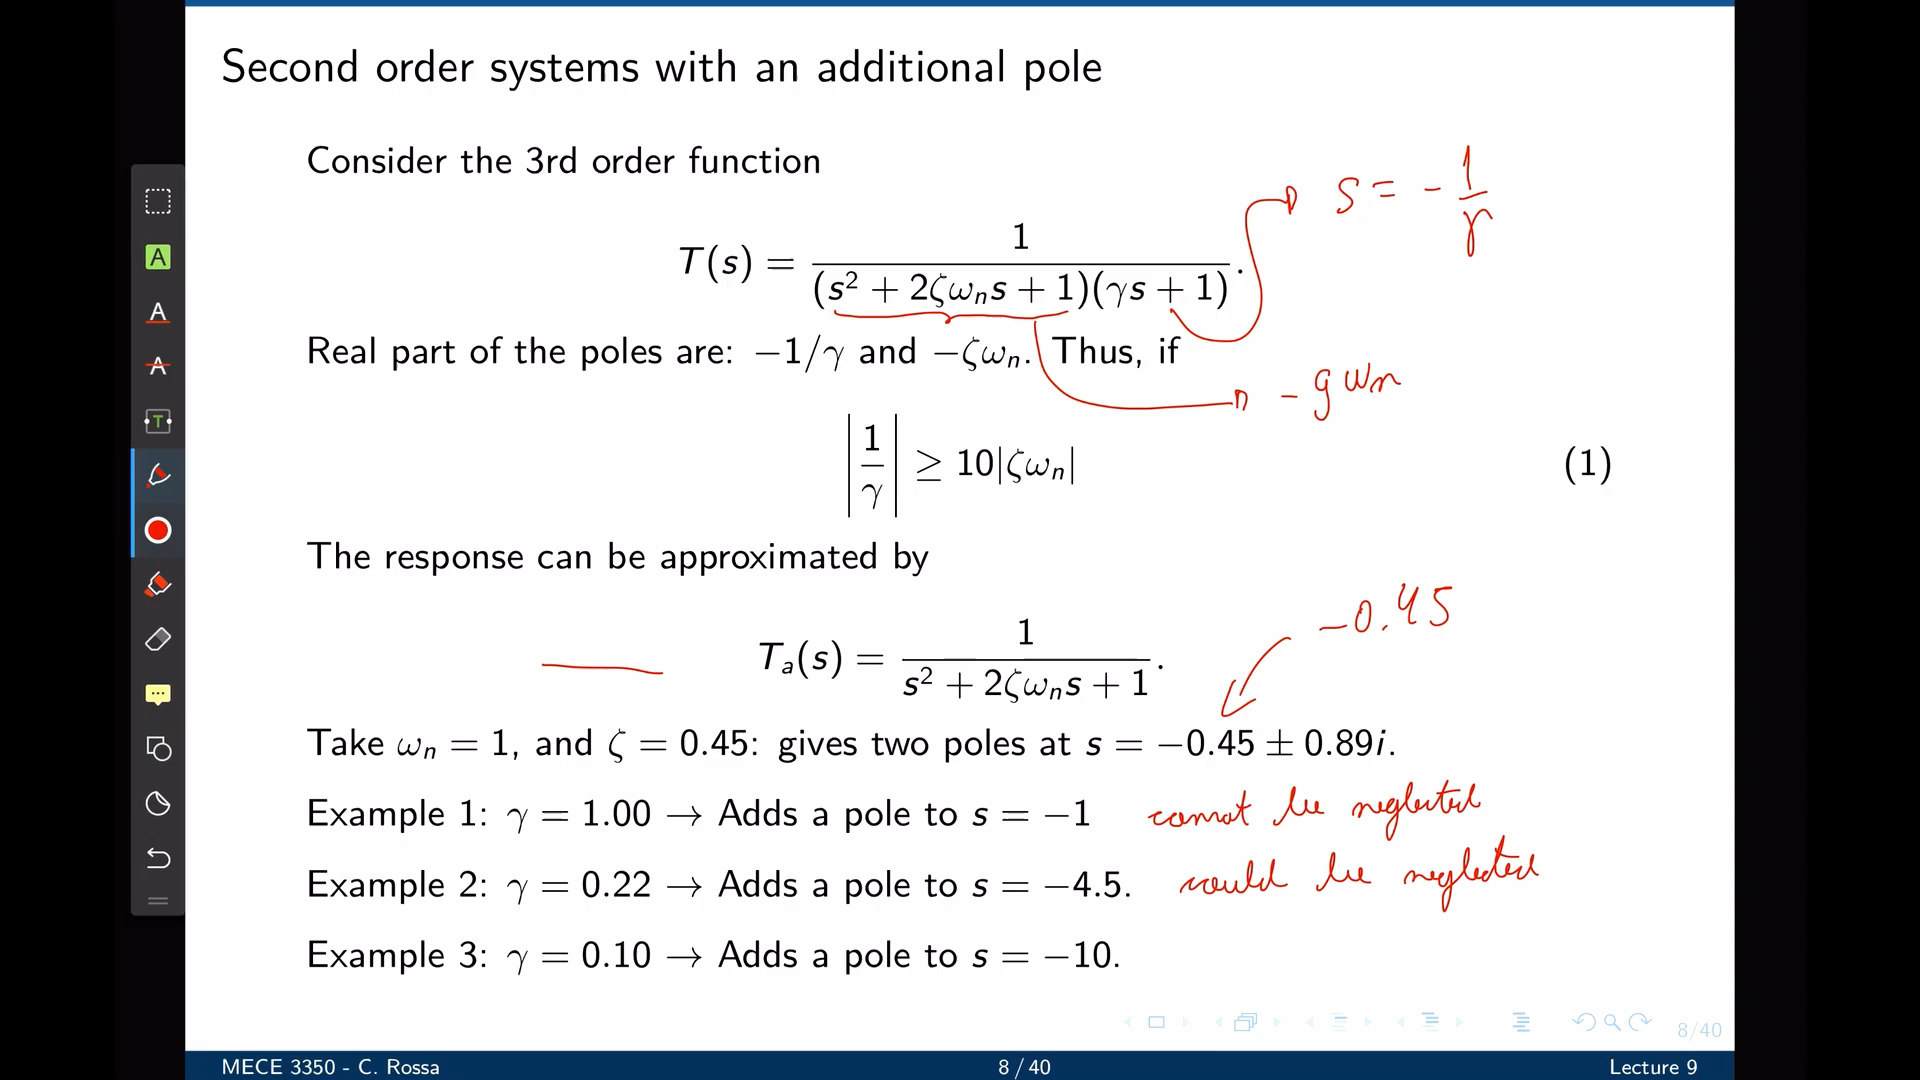 Second order systems with an additional pole
Consider the 3rd order function
s = - 1/γ
T(s) = 1 / ((s² + 2ζωₙs + 1)(γs + 1)).
Real part of the poles are: −1/γ and −ζωₙ. Thus, if
- ζ ωn
|1/γ| ≥ 10|ζωₙ| (1)
The response can be approximated by
-0.45
Tₐ(s) = 1 / (s² + 2ζωₙs + 1).
Take ωₙ = 1, and ζ = 0.45: gives two poles at s = −0.45 ± 0.89i.
Example 1: γ = 1.00 → Adds a pole to s = −1 cannot be neglected
Example 2: γ = 0.22 → Adds a pole to s = −4.5. could be neglected
Example 3: γ = 0.10 → Adds a pole to s = −10.
8/40
MECE 3350 - C. Rossa 8 / 40 Lecture 9